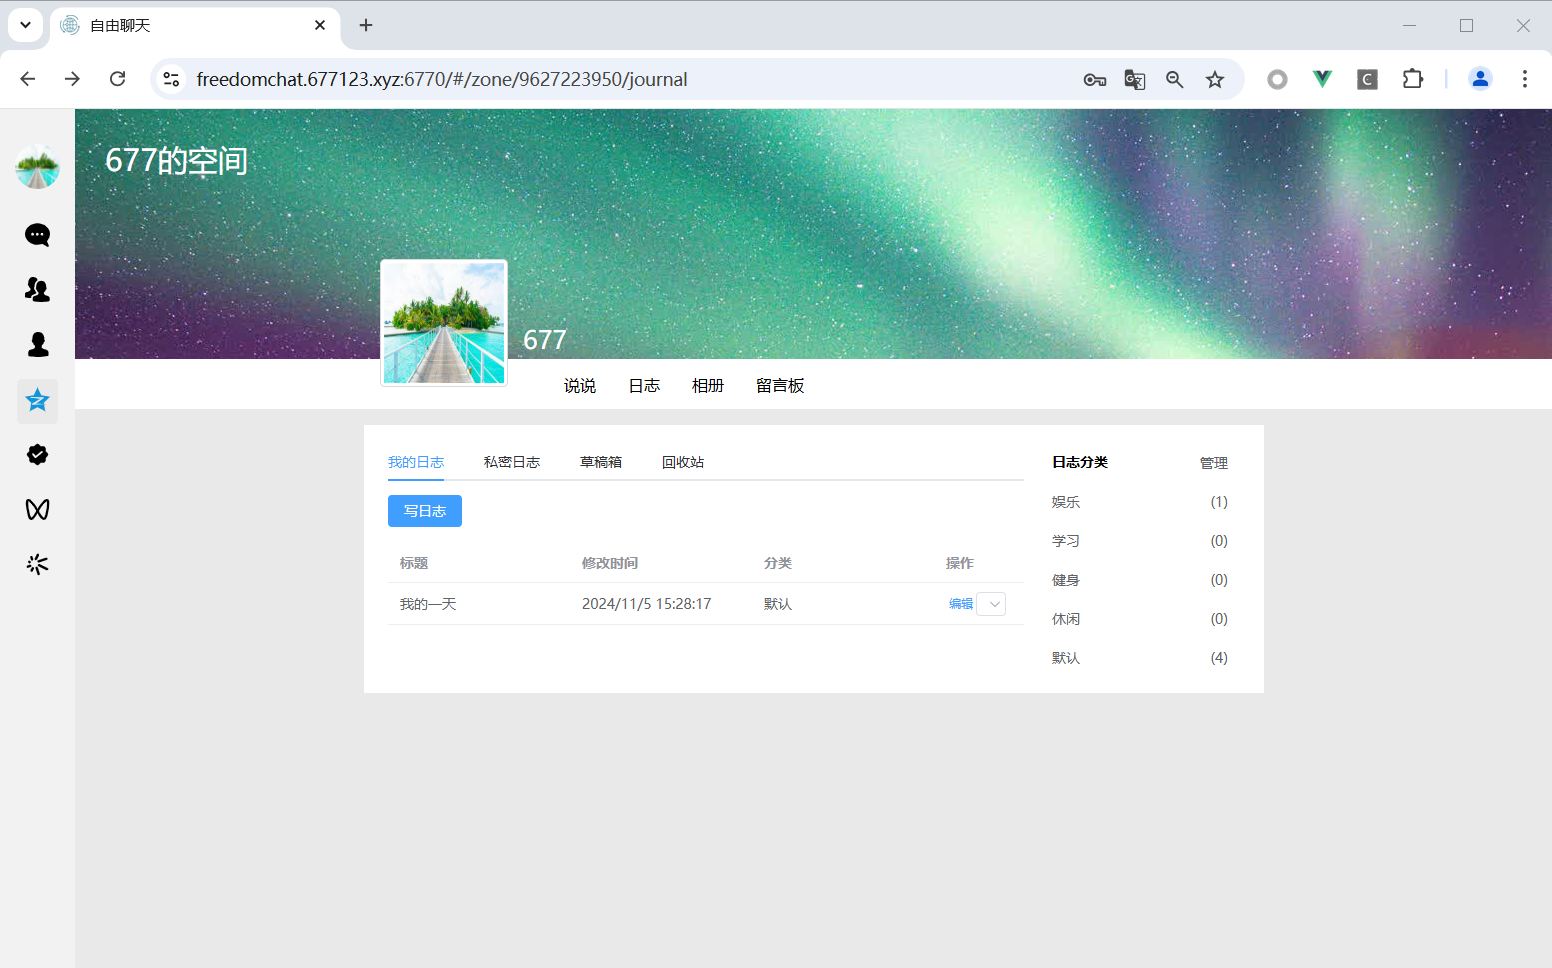 自由聊天
freedomchat.677123.xyz:6770/#/zone/9627223950/journal
677的空间
677
说说 日志 相册 留言板
我的日志 私密日志 草稿箱 回收站
写日志
标题 修改时间 分类 操作
我的一天 2024/11/5 15:28:17 默认 编辑
日志分类 管理
娱乐 (1)
学习 (0)
健身 (0)
休闲 (0)
默认 (4)